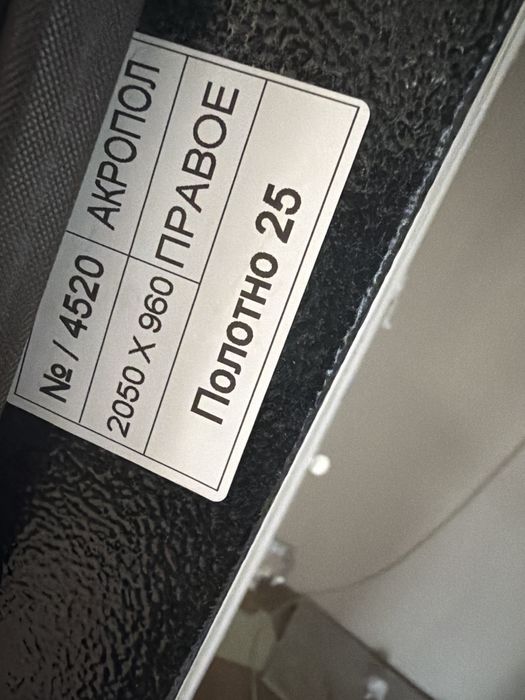 № / 4520 АКРОПОЛ
2050 X 960 ПРАВОЕ
Полотно 25